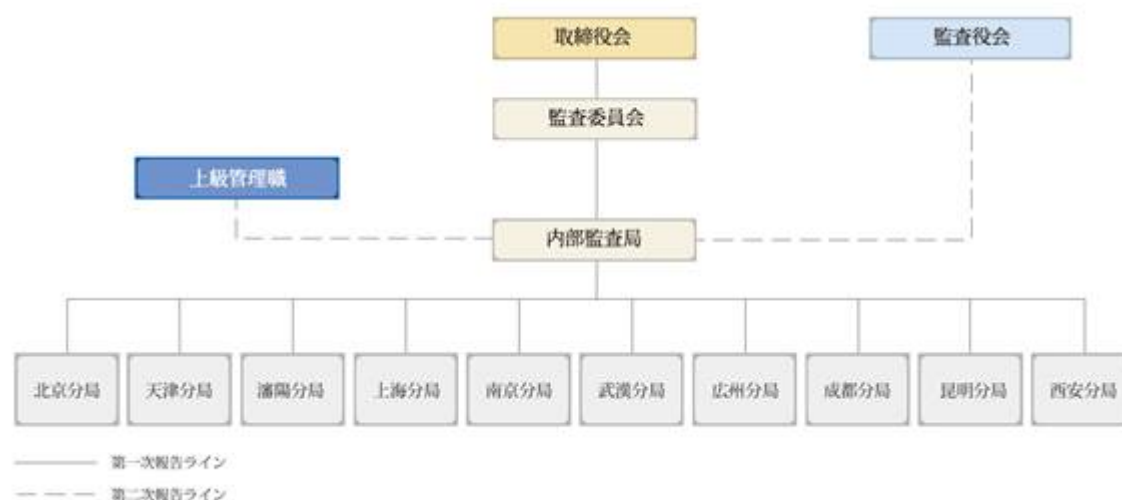 取締役会
監査役会
監査委員会
上級管理職
内部監査局
北京分局
天津分局
瀋陽分局
上海分局
南京分局
武漢分局
広州分局
成都分局
昆明分局
西安分局
第一次報告ライン
第二次報告ライン